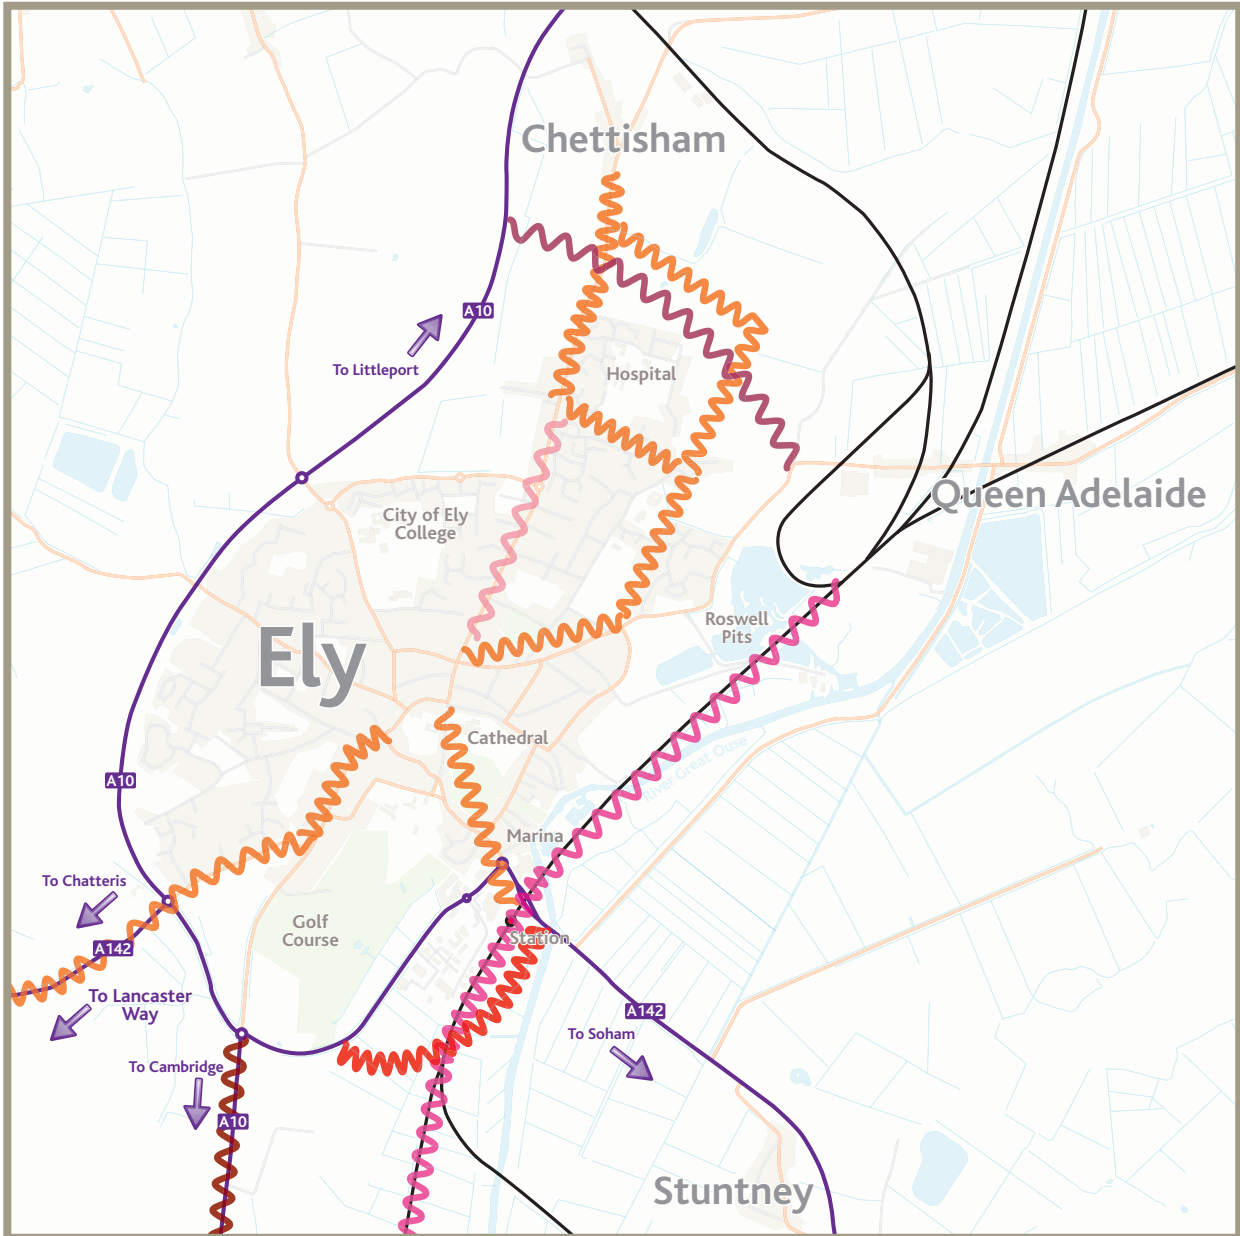 Chettisham
A10
To Littleport
Hospital
Queen Adelaide
City of Ely
College
Roswell
Pits
Ely
Cathedral
River Great Ouse
A10
Marina
To Chatteris
Golf
Course
Station
A142
To Lancaster
Way
A142
To Soham
To Cambridge
A10
Stuntney